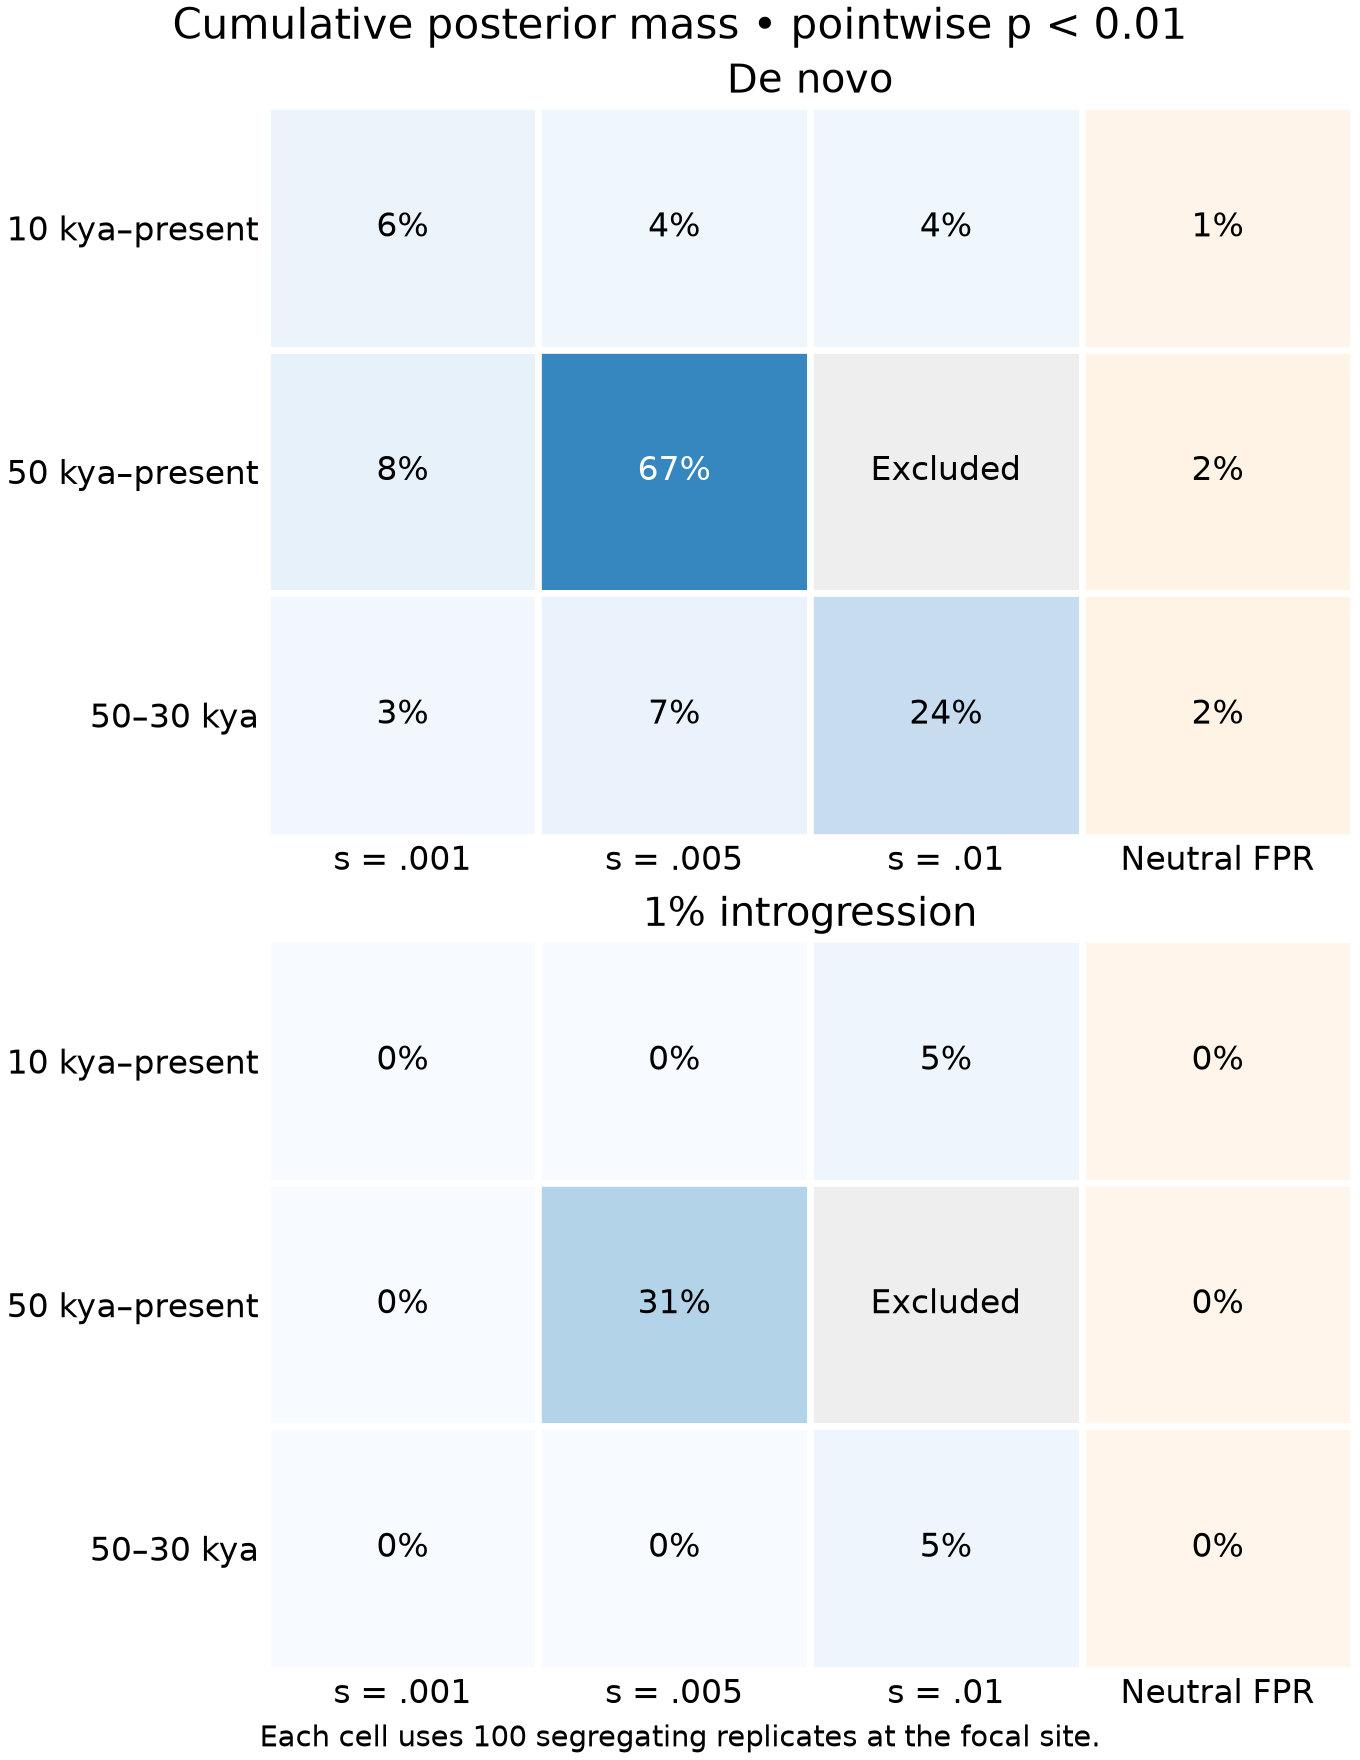 Cumulative posterior mass • pointwise p < 0.01
De novo
10 kya–present 6% 4% 4% 1%
50 kya–present 8% 67% Excluded 2%
50–30 kya 3% 7% 24% 2%
s = .001 s = .005 s = .01 Neutral FPR
1% introgression
10 kya–present 0% 0% 5% 0%
50 kya–present 0% 31% Excluded 0%
50–30 kya 0% 0% 5% 0%
s = .001 s = .005 s = .01 Neutral FPR
Each cell uses 100 segregating replicates at the focal site.